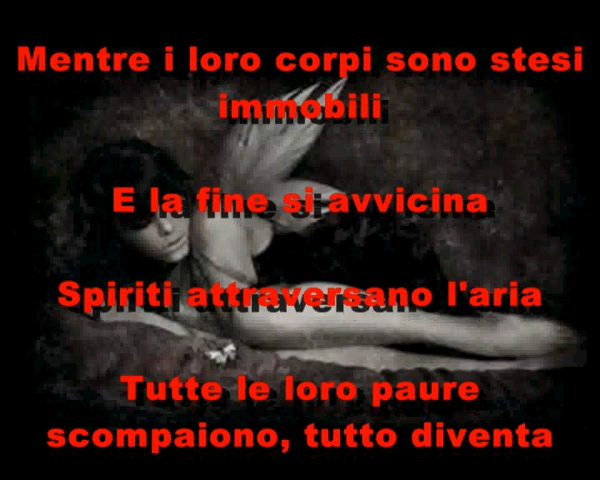 Mentre i loro corpi sono stesi
immobili
E la fine si avvicina
Spiriti attraversano l'aria
Tutte le loro paure
scompaiono, tutto diventa